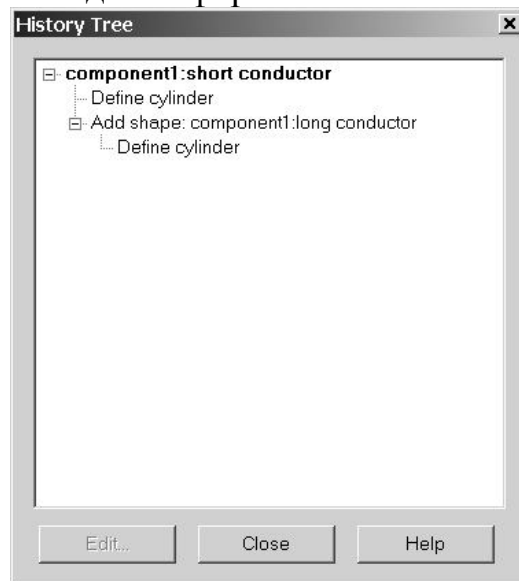 History Tree
component1:short conductor
Define cylinder
Add shape: component1:long conductor
Define cylinder
Edit...
Close
Help